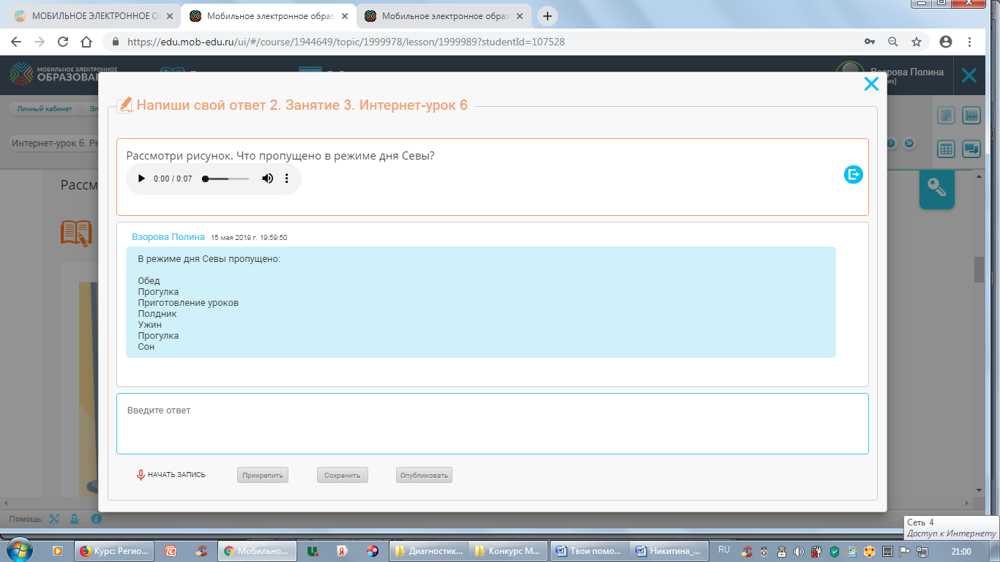 МОБИЛЬНОЕ ЭЛЕКТРОННОЕ О
Мобильное электронное образ
Мобильное электронное образ
https://edu.mob-edu.ru/ui/#/course/1944649/topic/1999978/lesson/1999989?studentId=107528
МОБИЛЬНОЕ ЭЛЕКТРОННОЕ
ОБРАЗОВА
Взорова Полина
Личный кабинет
Эл
Интернет-урок 6. Ре
Рассм
Напиши свой ответ 2. Занятие 3. Интернет-урок 6
Рассмотри рисунок. Что пропущено в режиме дня Севы?
0:00 / 0:07
Взорова Полина 15 мая 2019 г. 19:59:50
В режиме дня Севы пропущено:
Обед
Прогулка
Приготовление уроков
Полдник
Ужин
Прогулка
Сон
Введите ответ
НАЧАТЬ ЗАПИСЬ
Прикрепить
Сохранить
Опубликовать
Помощь:
Сеть 4
Доступ к Интернету
Курс: Регио...
Мобильно...
Диагностик...
Конкурс М...
Твои помо...
Никитина_...
RU
21:00